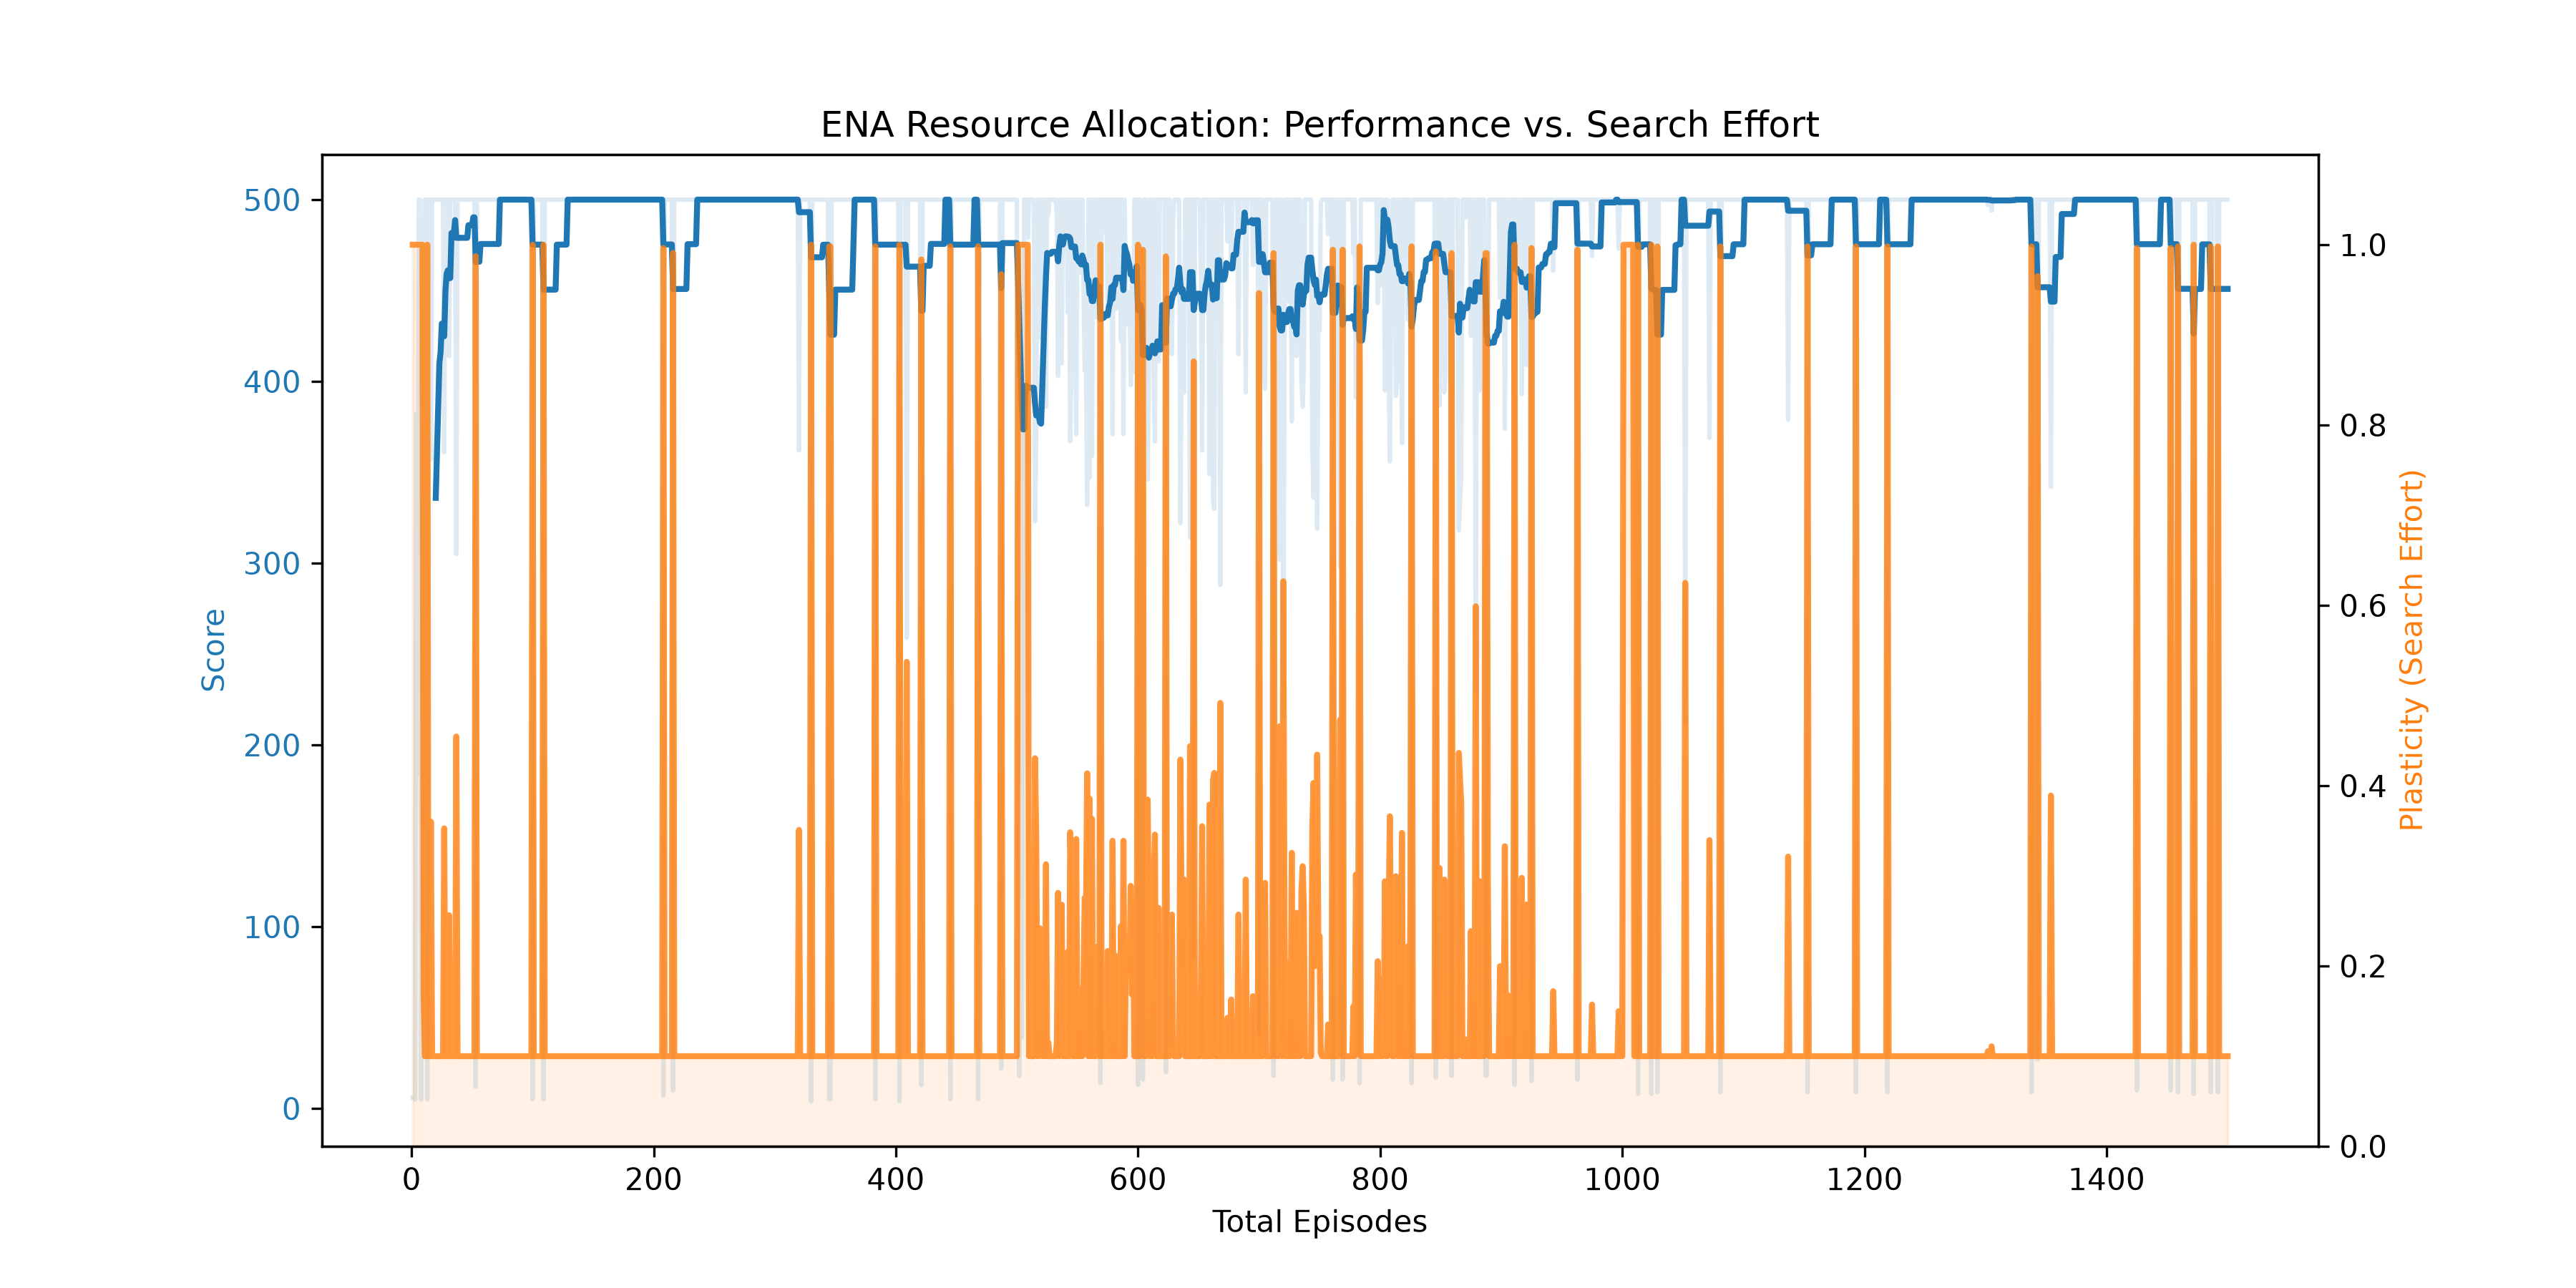 ENA Resource Allocation: Performance vs. Search Effort
500
400
300
200
100
0
Score
1.0
0.8
0.6
0.4
0.2
0.0
Plasticity (Search Effort)
0 200 400 600 800 1000 1200 1400
Total Episodes